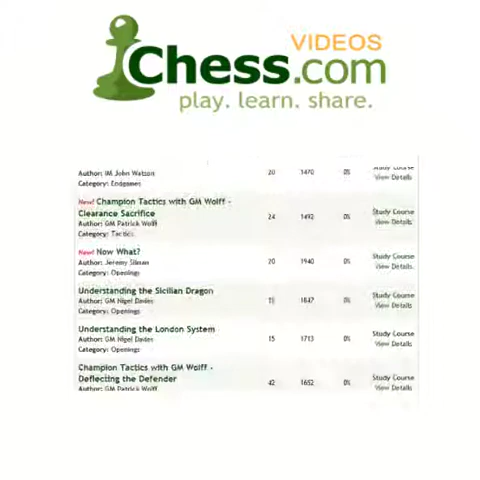 VIDEOS
Chess.com
play. learn. share.
Author: IM John Watson 20 1470 0% Study Course
Category: Endgames View Details
New! Champion Tactics with GM Wolff -
Clearance Sacrifice
Author: GM Patrick Wolff 24 1492 0% Study Course
Category: Tactics View Details
New! Now What?
Author: Jeremy Silman 20 1940 0% Study Course
Category: Openings View Details
Understanding the Sicilian Dragon
Author: GM Nigel Davies 15 1847 0% Study Course
Category: Openings View Details
Understanding the London System
Author: GM Nigel Davies 15 1713 0% Study Course
Category: Openings View Details
Champion Tactics with GM Wolff -
Deflecting the Defender 42 1652 0% Study Course
Author: GM Patrick Wolff View Details